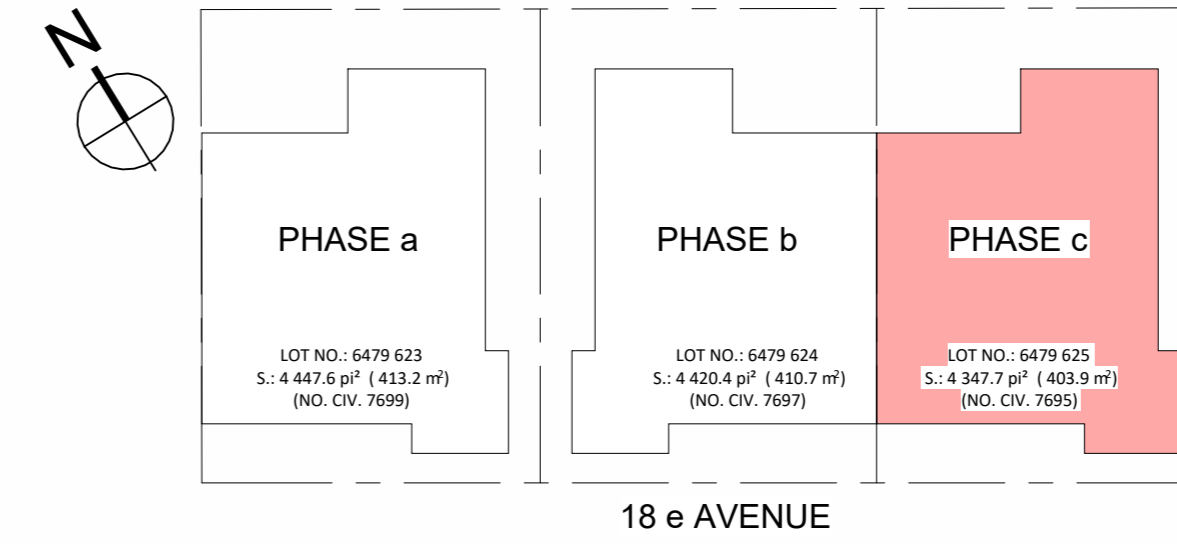 N
PHASE a
PHASE b
PHASE c
LOT NO.: 6479 623
S.: 4 447.6 pi² ( 413.2 m²)
(NO. CIV. 7699)
LOT NO.: 6479 624
S.: 4 420.4 pi² ( 410.7 m²)
(NO. CIV. 7697)
LOT NO.: 6479 625
S.: 4 347.7 pi² ( 403.9 m²)
(NO. CIV. 7695)
18 e AVENUE